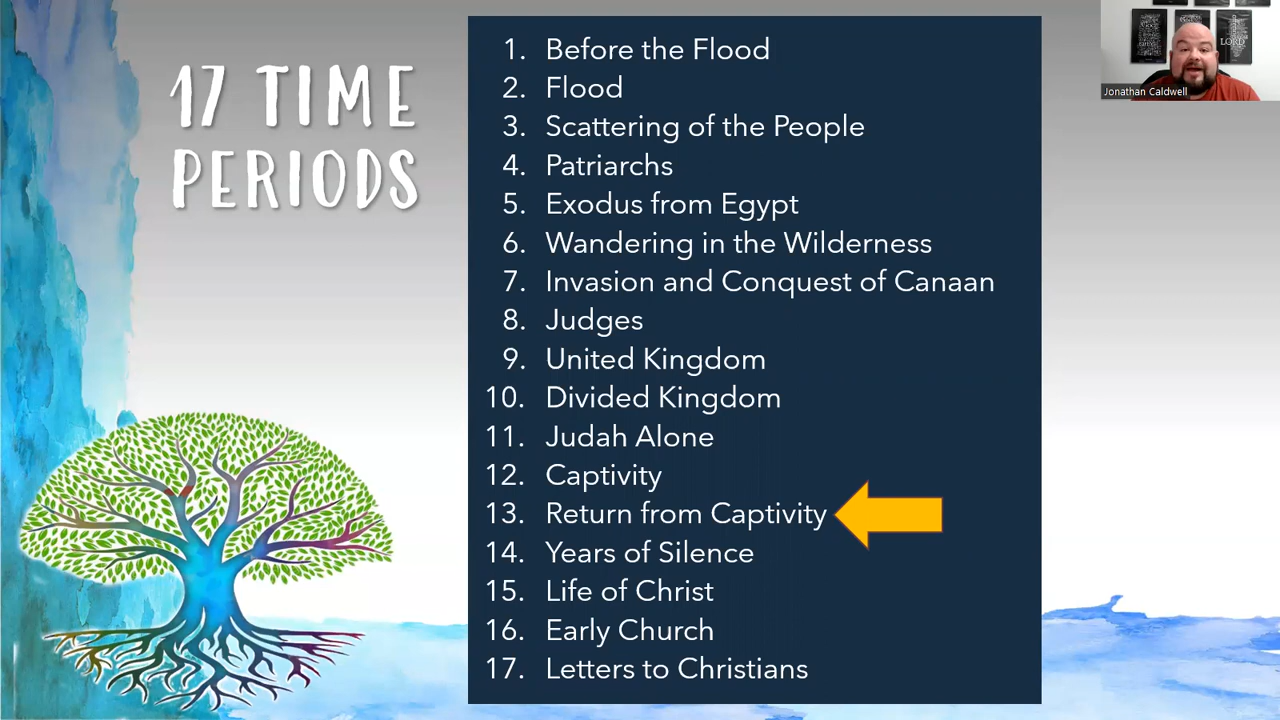 17 TIME
PERIODS
1. Before the Flood
2. Flood
3. Scattering of the People
4. Patriarchs
5. Exodus from Egypt
6. Wandering in the Wilderness
7. Invasion and Conquest of Canaan
8. Judges
9. United Kingdom
10. Divided Kingdom
11. Judah Alone
12. Captivity
13. Return from Captivity
14. Years of Silence
15. Life of Christ
16. Early Church
17. Letters to Christians
LORD
Jonathan Caldwell